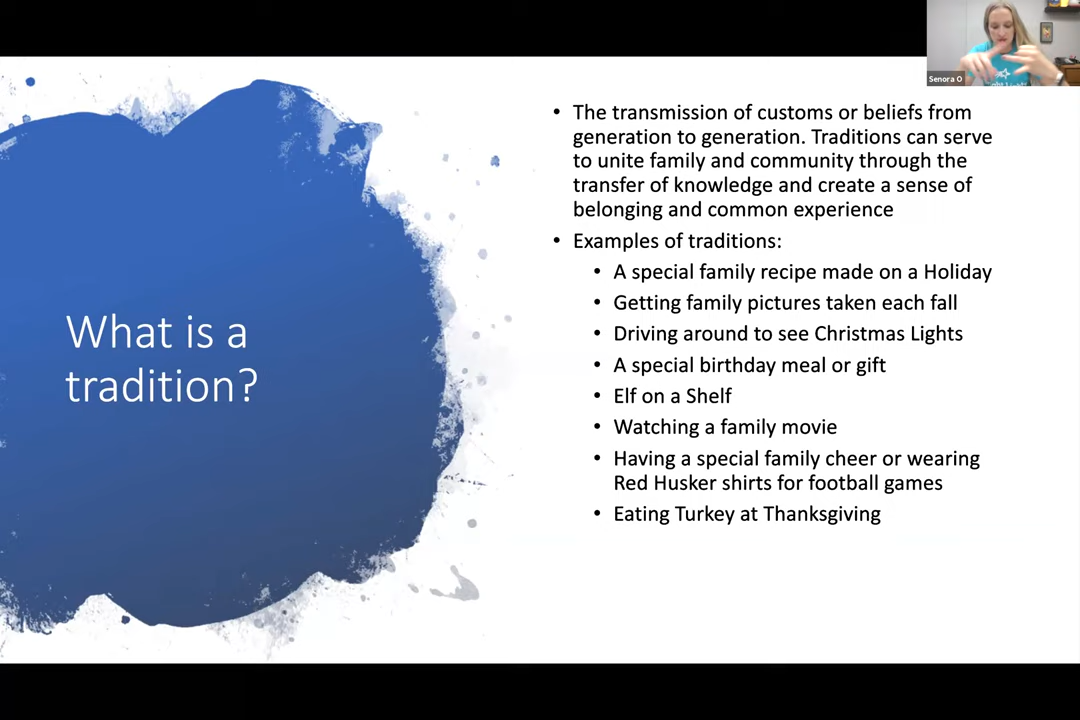 Senora O
• The transmission of customs or beliefs from
generation to generation. Traditions can serve
to unite family and community through the
transfer of knowledge and create a sense of
belonging and common experience
• Examples of traditions:
• A special family recipe made on a Holiday
• Getting family pictures taken each fall
• Driving around to see Christmas Lights
• A special birthday meal or gift
• Elf on a Shelf
• Watching a family movie
• Having a special family cheer or wearing
Red Husker shirts for football games
• Eating Turkey at Thanksgiving
What is a
tradition?